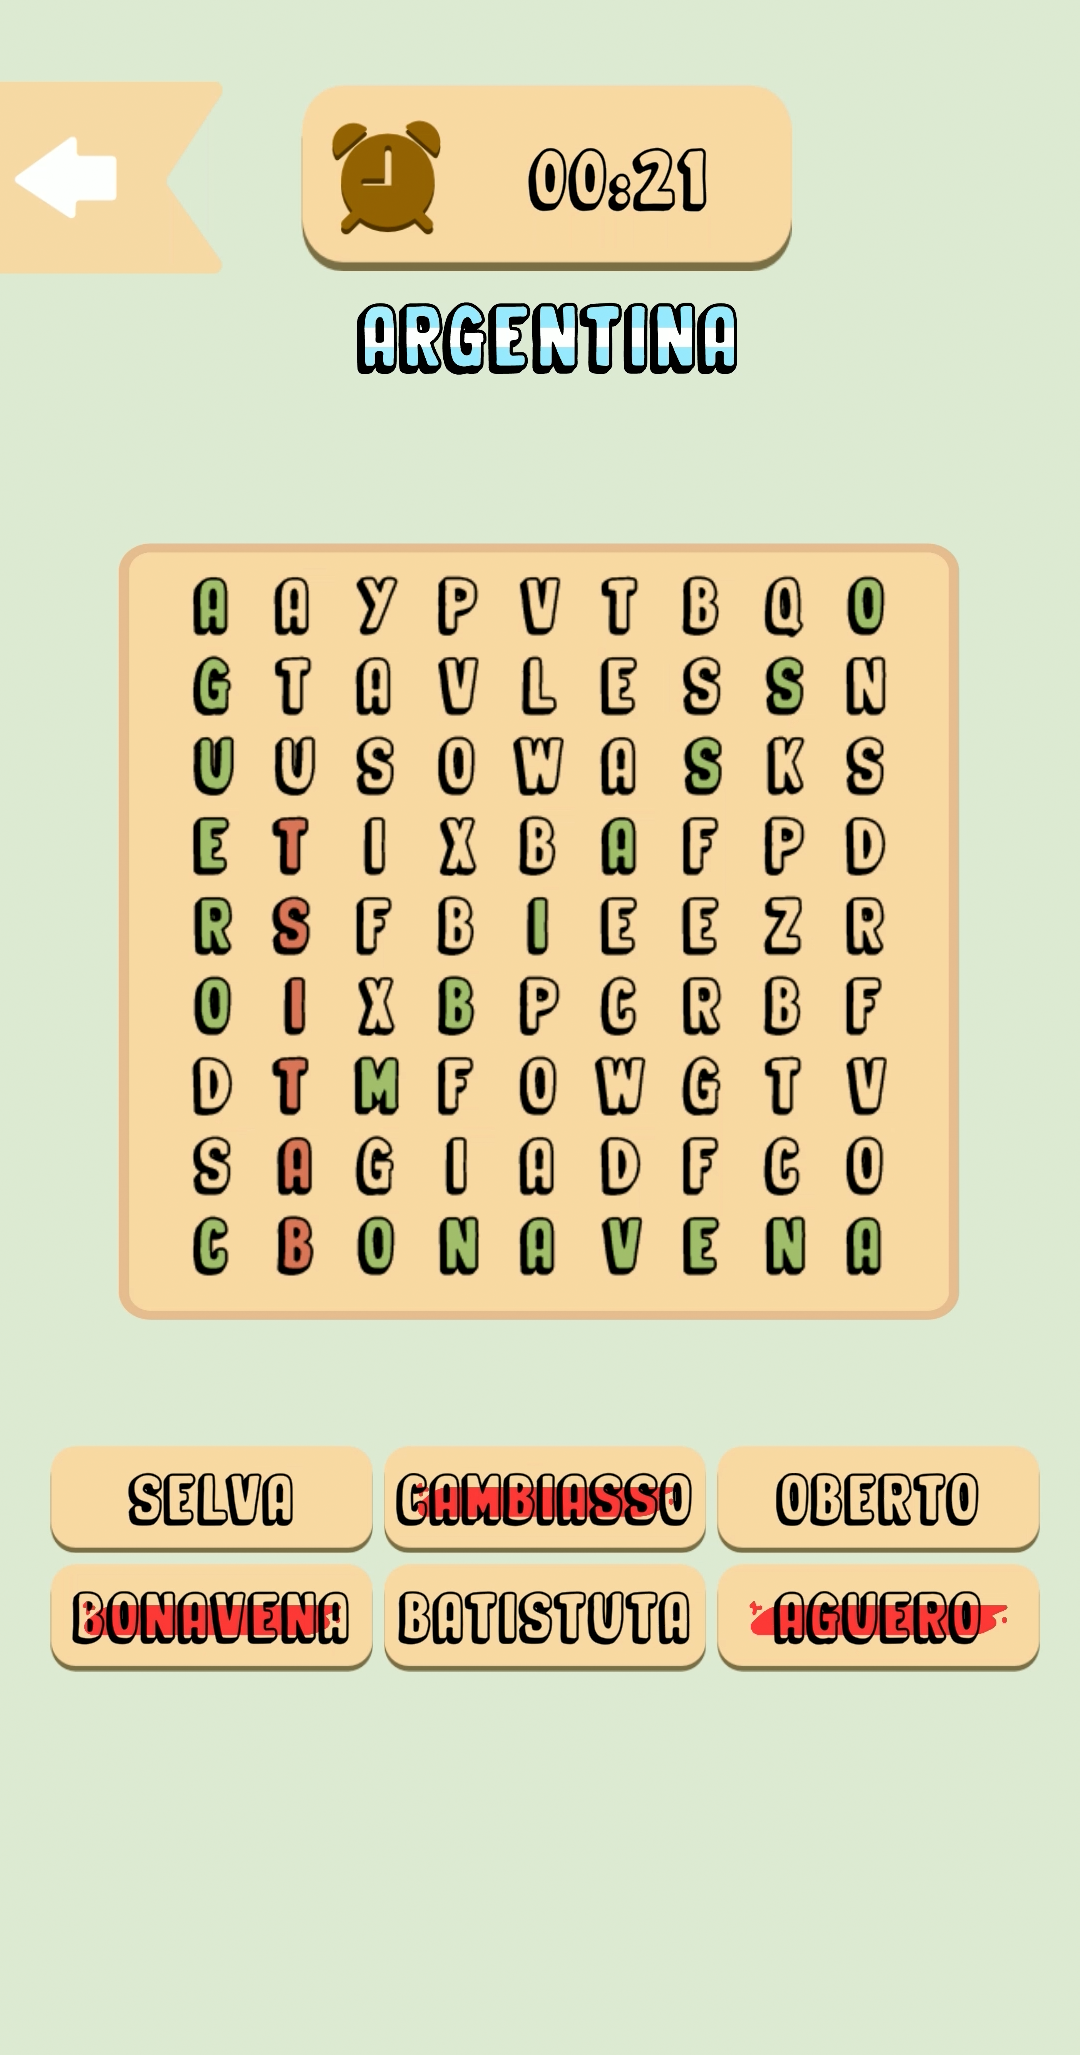 00:21
ARGENTINA
A A Y P V T B Q O
G T A V L E S S N
U U S O W A S K S
E T I X B A F P D
R S F B I E E Z R
O I X B P C R B F
D T M F O W G T V
S A G I A D F C O
C B O N A V E N A
SELVA CAMBIASSO OBERTO
BONAVENA BATISTUTA AGUERO